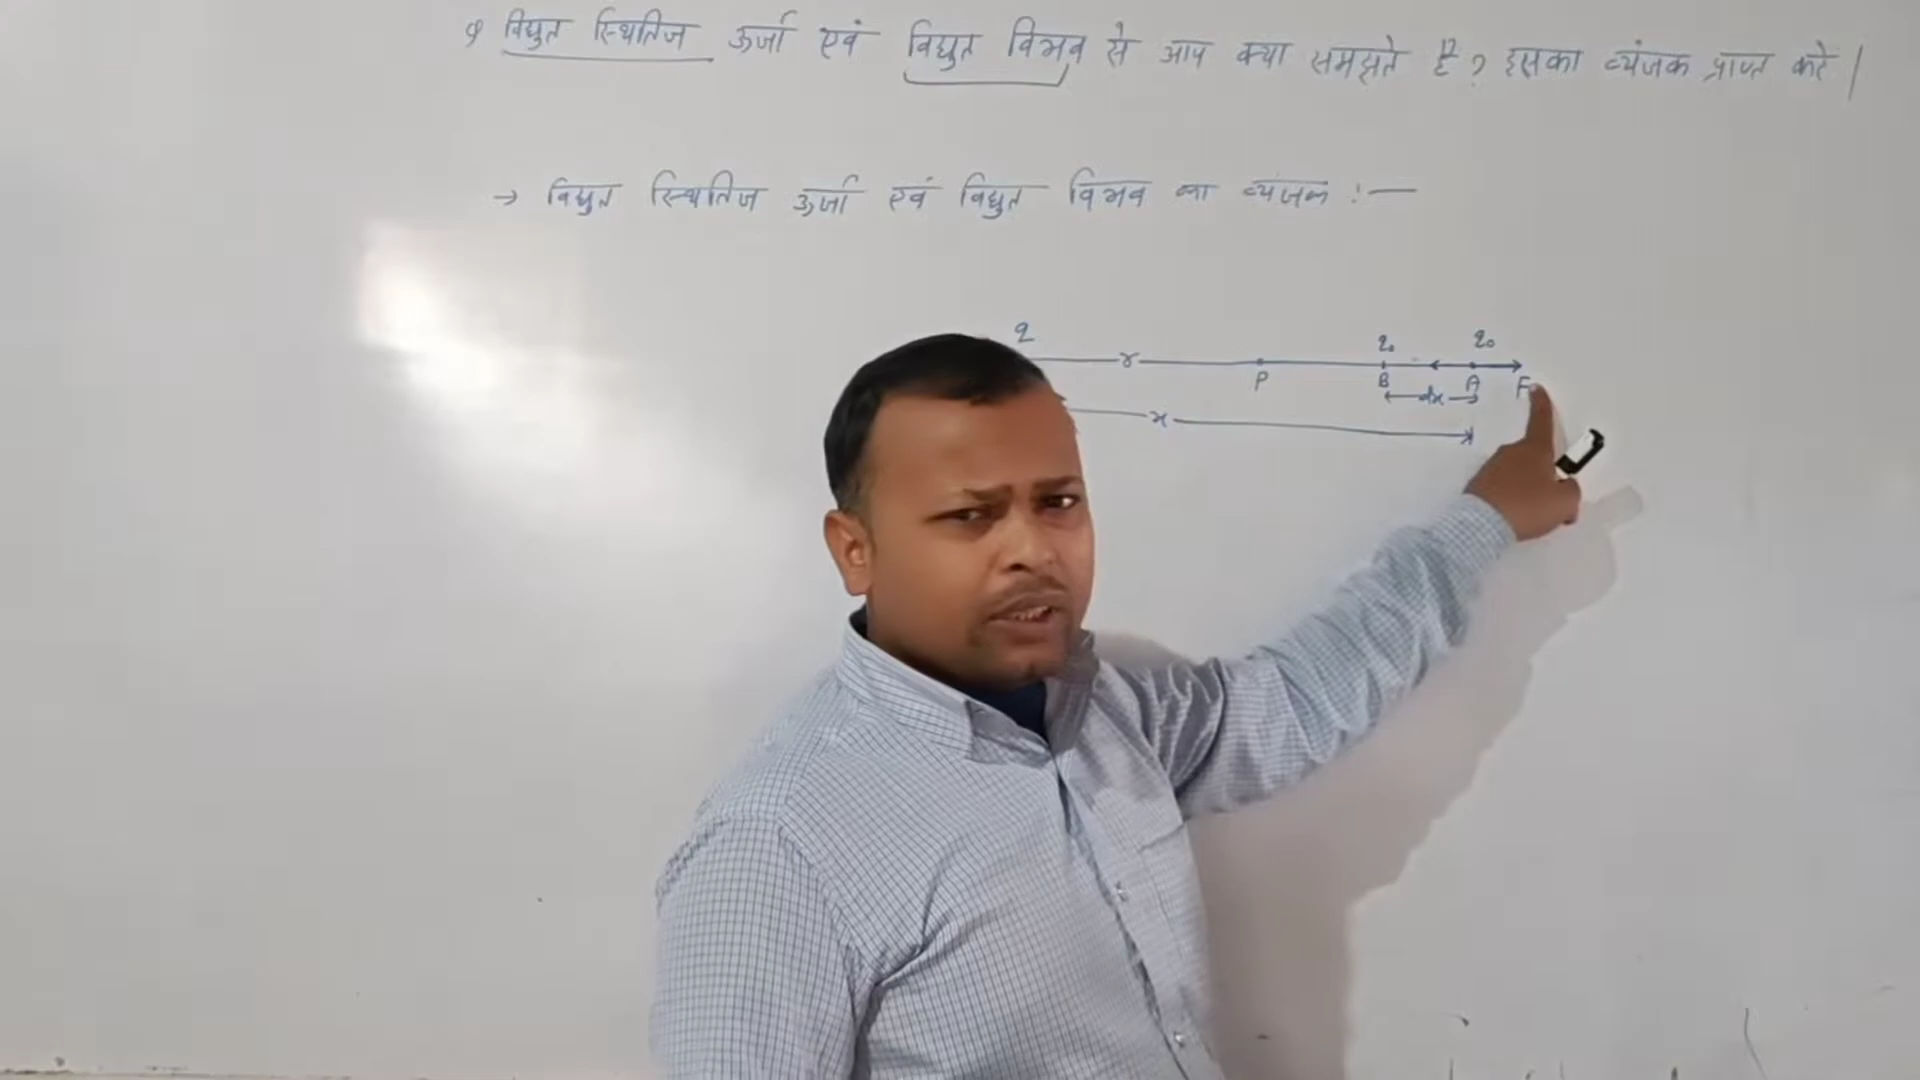 Q विद्युत स्थितिज ऊर्जा एवं विद्युत विभव से आप क्या समझते हैं? इसका व्यंजक प्राप्त करें |
→ विद्युत स्थितिज ऊर्जा एवं विद्युत विभव का व्यंजक :—
q r P q₀ B q₀ A F
dx
x